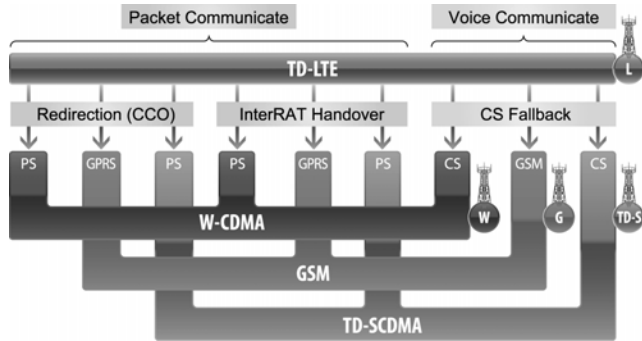 Packet Communicate
Voice Communicate
TD-LTE
L
Redirection (CCO)
InterRAT Handover
CS Fallback
PS
GPRS
PS
PS
GPRS
PS
CS
GSM
CS
W-CDMA
W
G
TD-S
GSM
TD-SCDMA